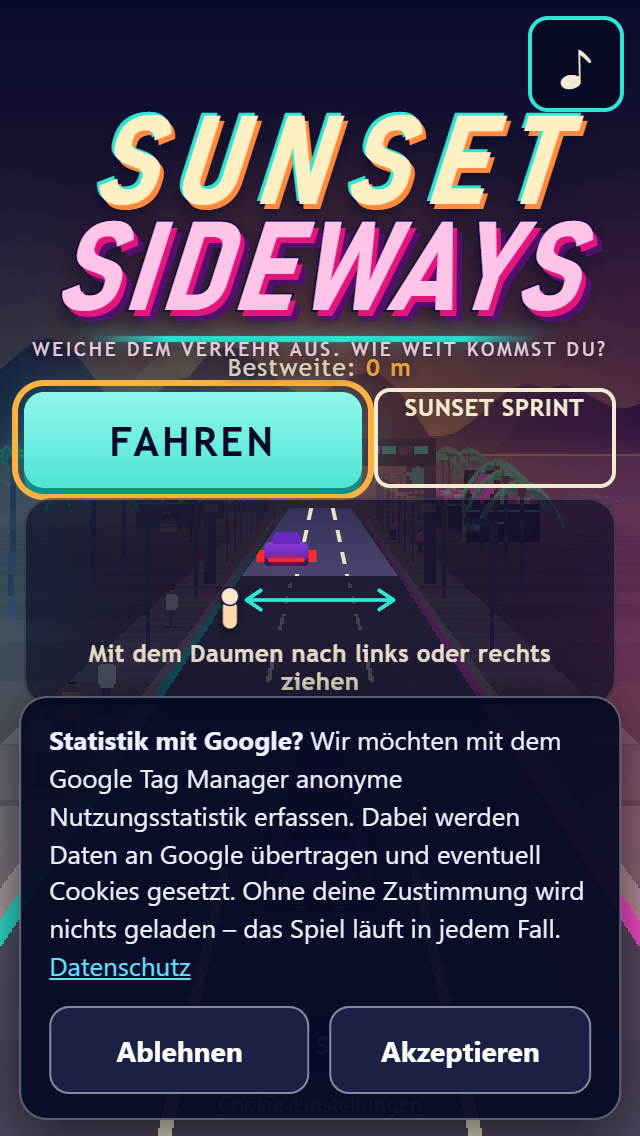 SUNSET
SIDEWAYS
WEICHE DEM VERKEHR AUS. WIE WEIT KOMMST DU?
Bestweite: 0 m
FAHREN
SUNSET SPRINT
Mit dem Daumen nach links oder rechts
ziehen
Statistik mit Google? Wir möchten mit dem
Google Tag Manager anonyme
Nutzungsstatistik erfassen. Dabei werden
Daten an Google übertragen und eventuell
Cookies gesetzt. Ohne deine Zustimmung wird
nichts geladen – das Spiel läuft in jedem Fall.
Datenschutz
Ablehnen
Akzeptieren
Cookie-Einstellungen